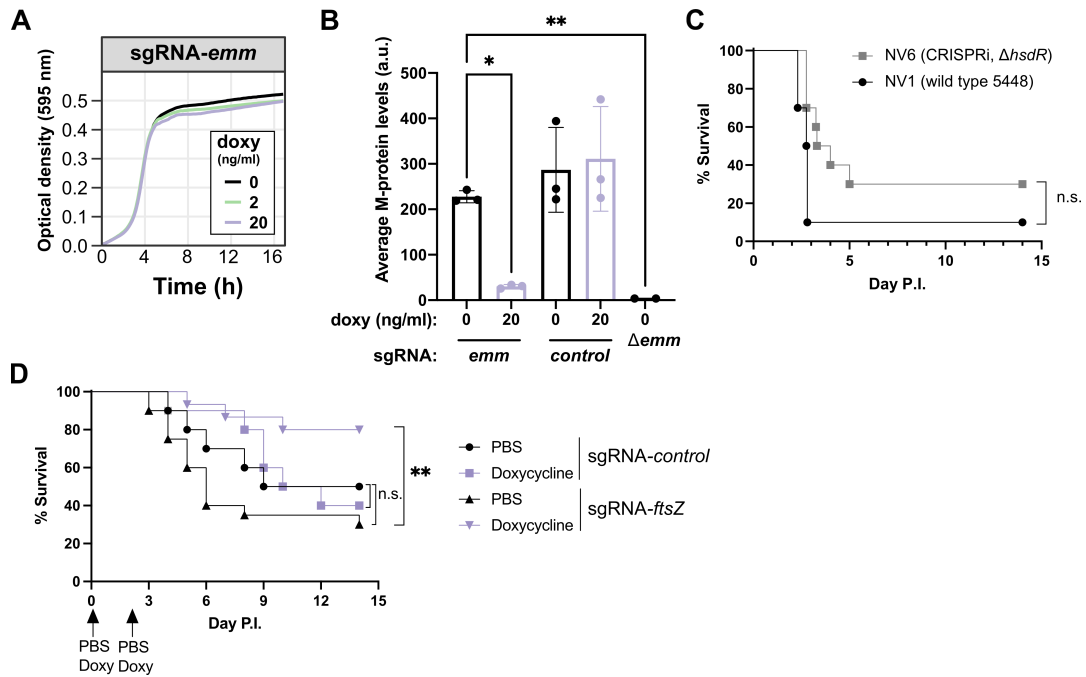 A
sgRNA-emm
Optical density (595 nm)
0.5
0.4
0.3
0.2
0.1
0.0
doxy
(ng/ml)
0
2
20
0 4 8 12 16
Time (h)
B
**
*
Average M-protein levels (a.u.)
500
400
300
200
100
0
doxy (ng/ml): 0 20 0 20 0
sgRNA: emm control Δemm
C
NV6 (CRISPRi, ΔhsdR)
NV1 (wild type 5448)
% Survival
100
80
60
40
20
0
n.s.
0 5 10 15
Day P.I.
D
% Survival
100
80
60
40
20
0
n.s.
**
PBS
Doxycycline
sgRNA-control
PBS
Doxycycline
sgRNA-ftsZ
0 3 6 9 12 15
Day P.I.
PBS PBS
Doxy Doxy